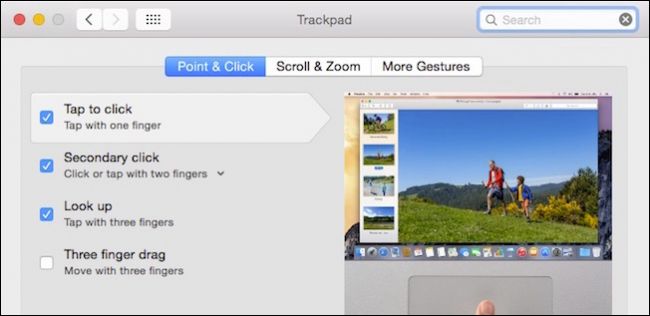 Trackpad
Search
Point & Click
Scroll & Zoom
More Gestures
Tap to click
Tap with one finger
Secondary click
Click or tap with two fingers
Look up
Tap with three fingers
Three finger drag
Move with three fingers